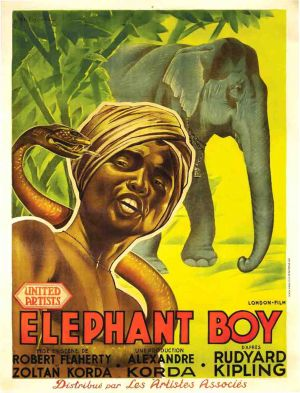 LONDON-FILM
UNITED
ARTISTS
ELEPHANT BOY
MISE EN SCÈNE DE
ROBERT FLAHERTY
ZOLTAN KORDA
UNE PRODUCTION
ALEXANDRE
KORDA
D'APRÈS
RUDYARD
KIPLING
Distribué par Les Artistes Associés